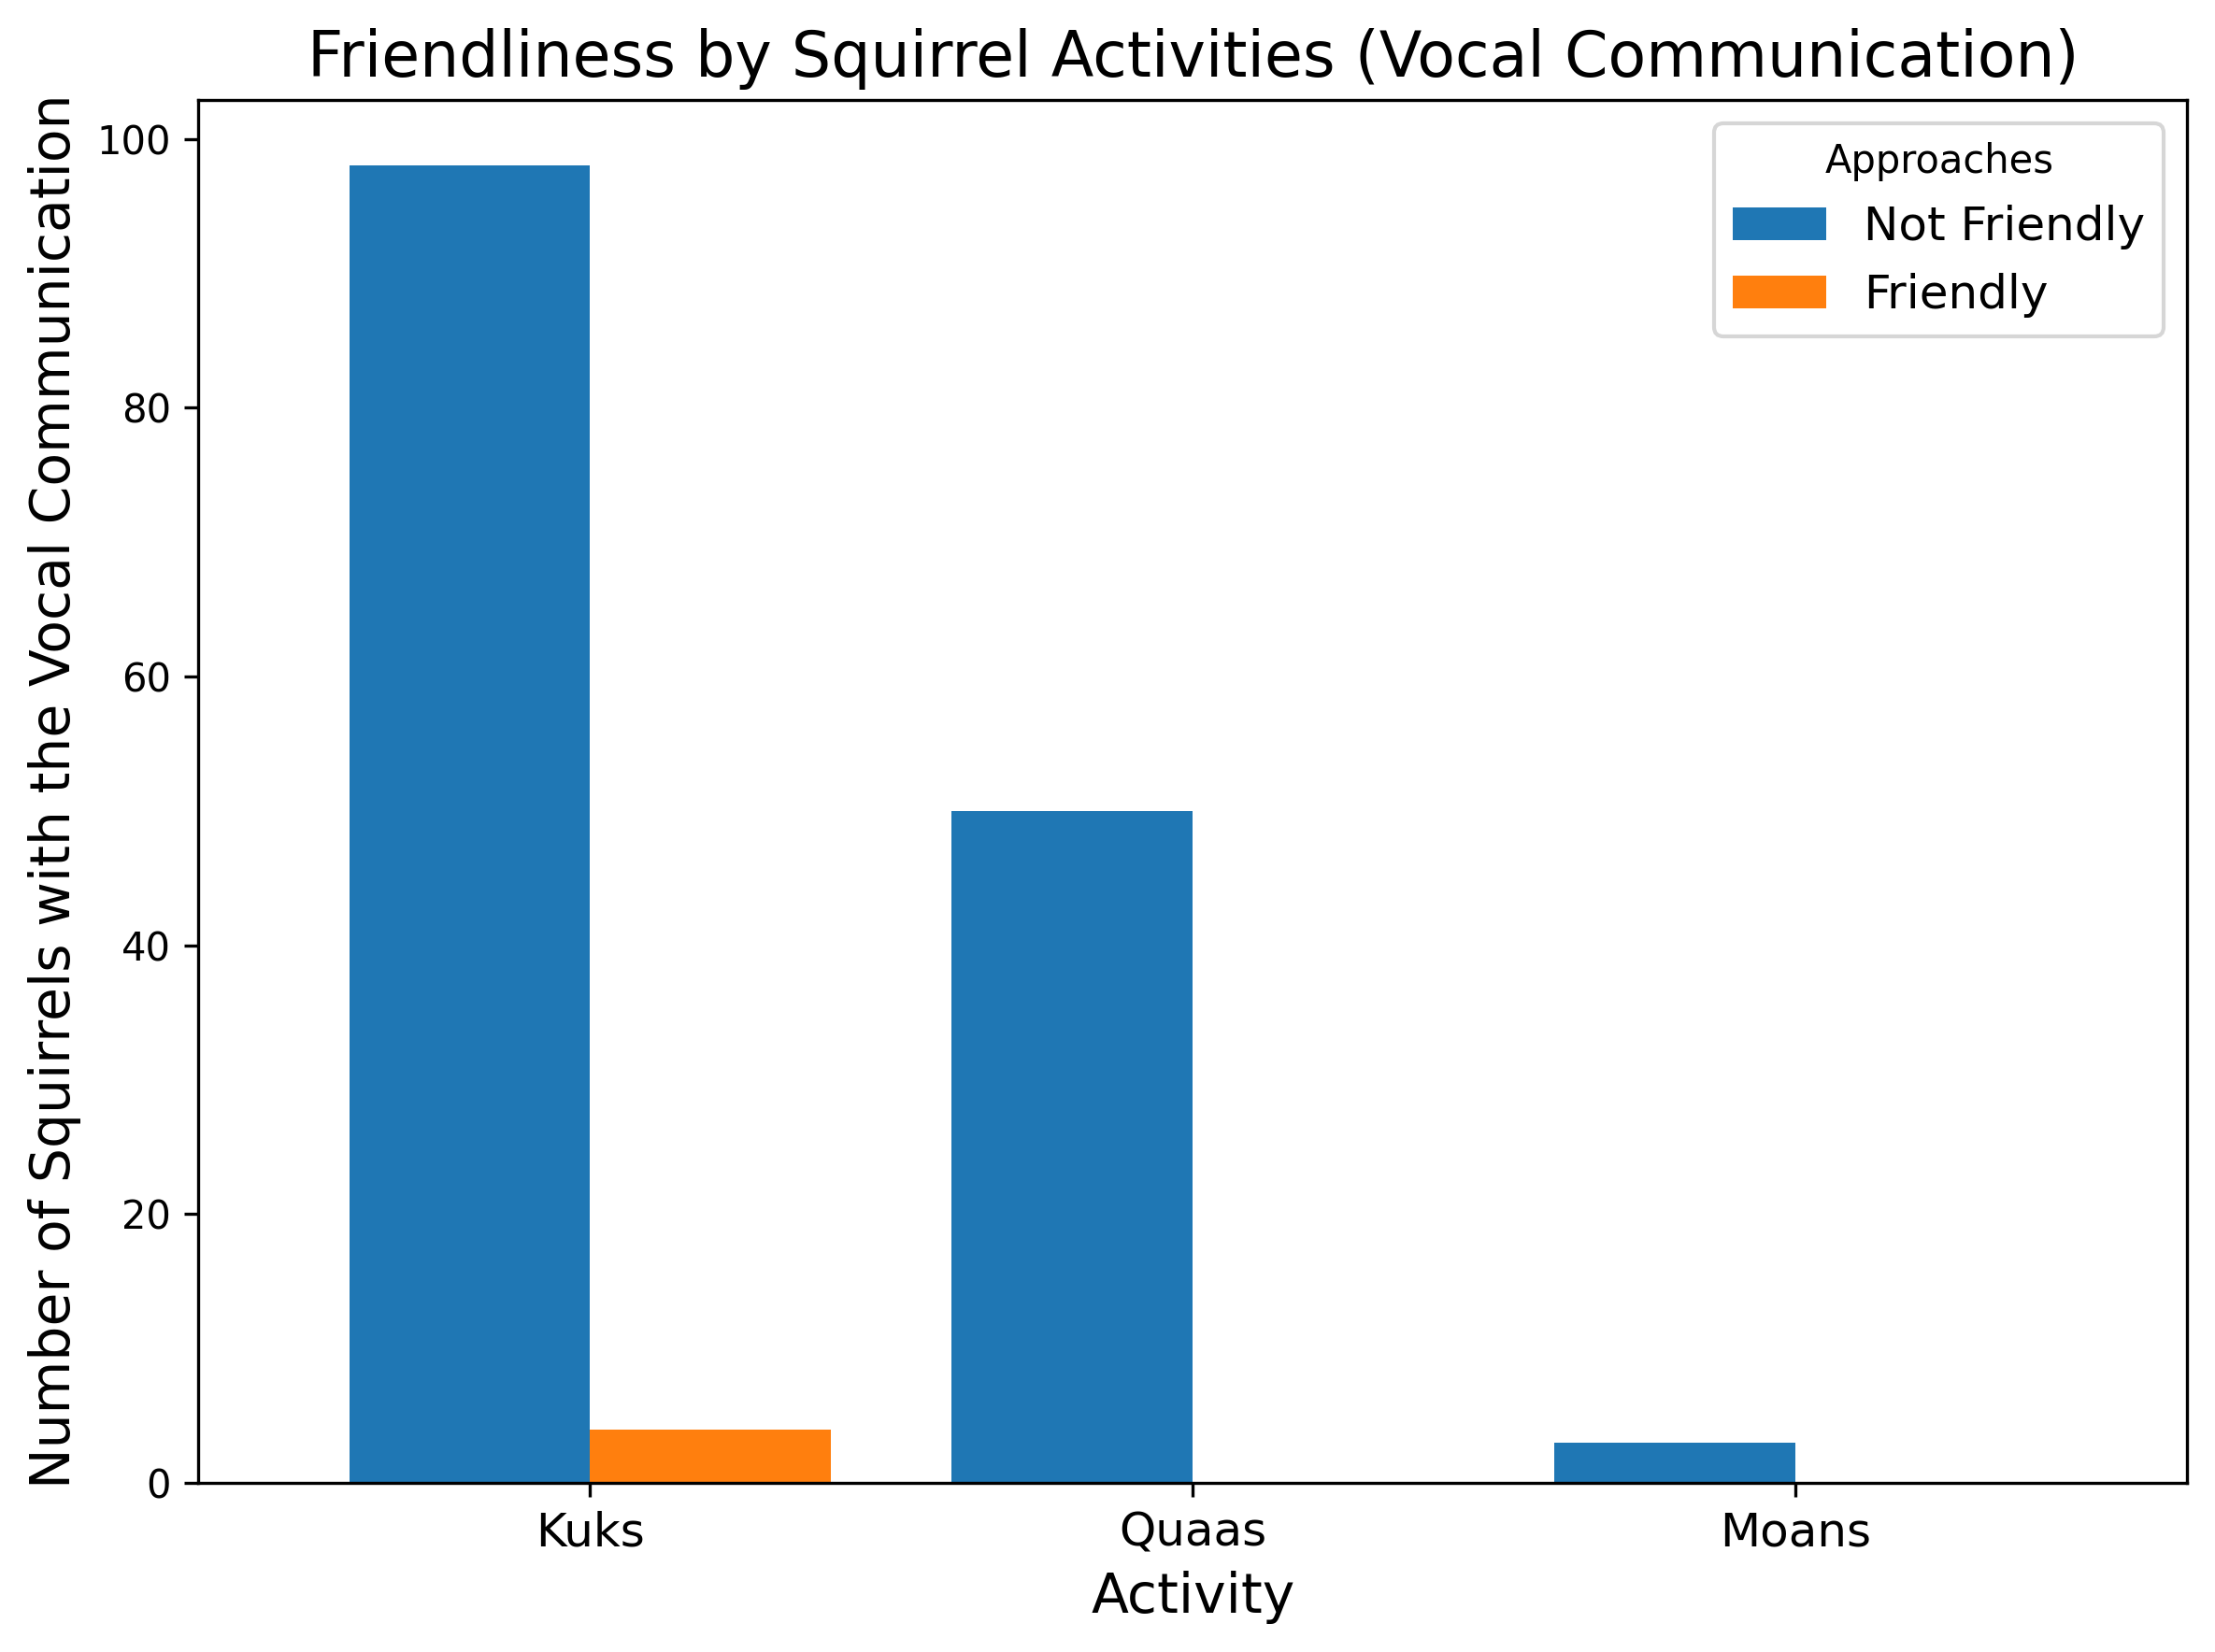 Friendliness by Squirrel Activities (Vocal Communication)
Number of Squirrels with the Vocal Communication
100
80
60
40
20
0
Approaches
Not Friendly
Friendly
Kuks
Quaas
Moans
Activity